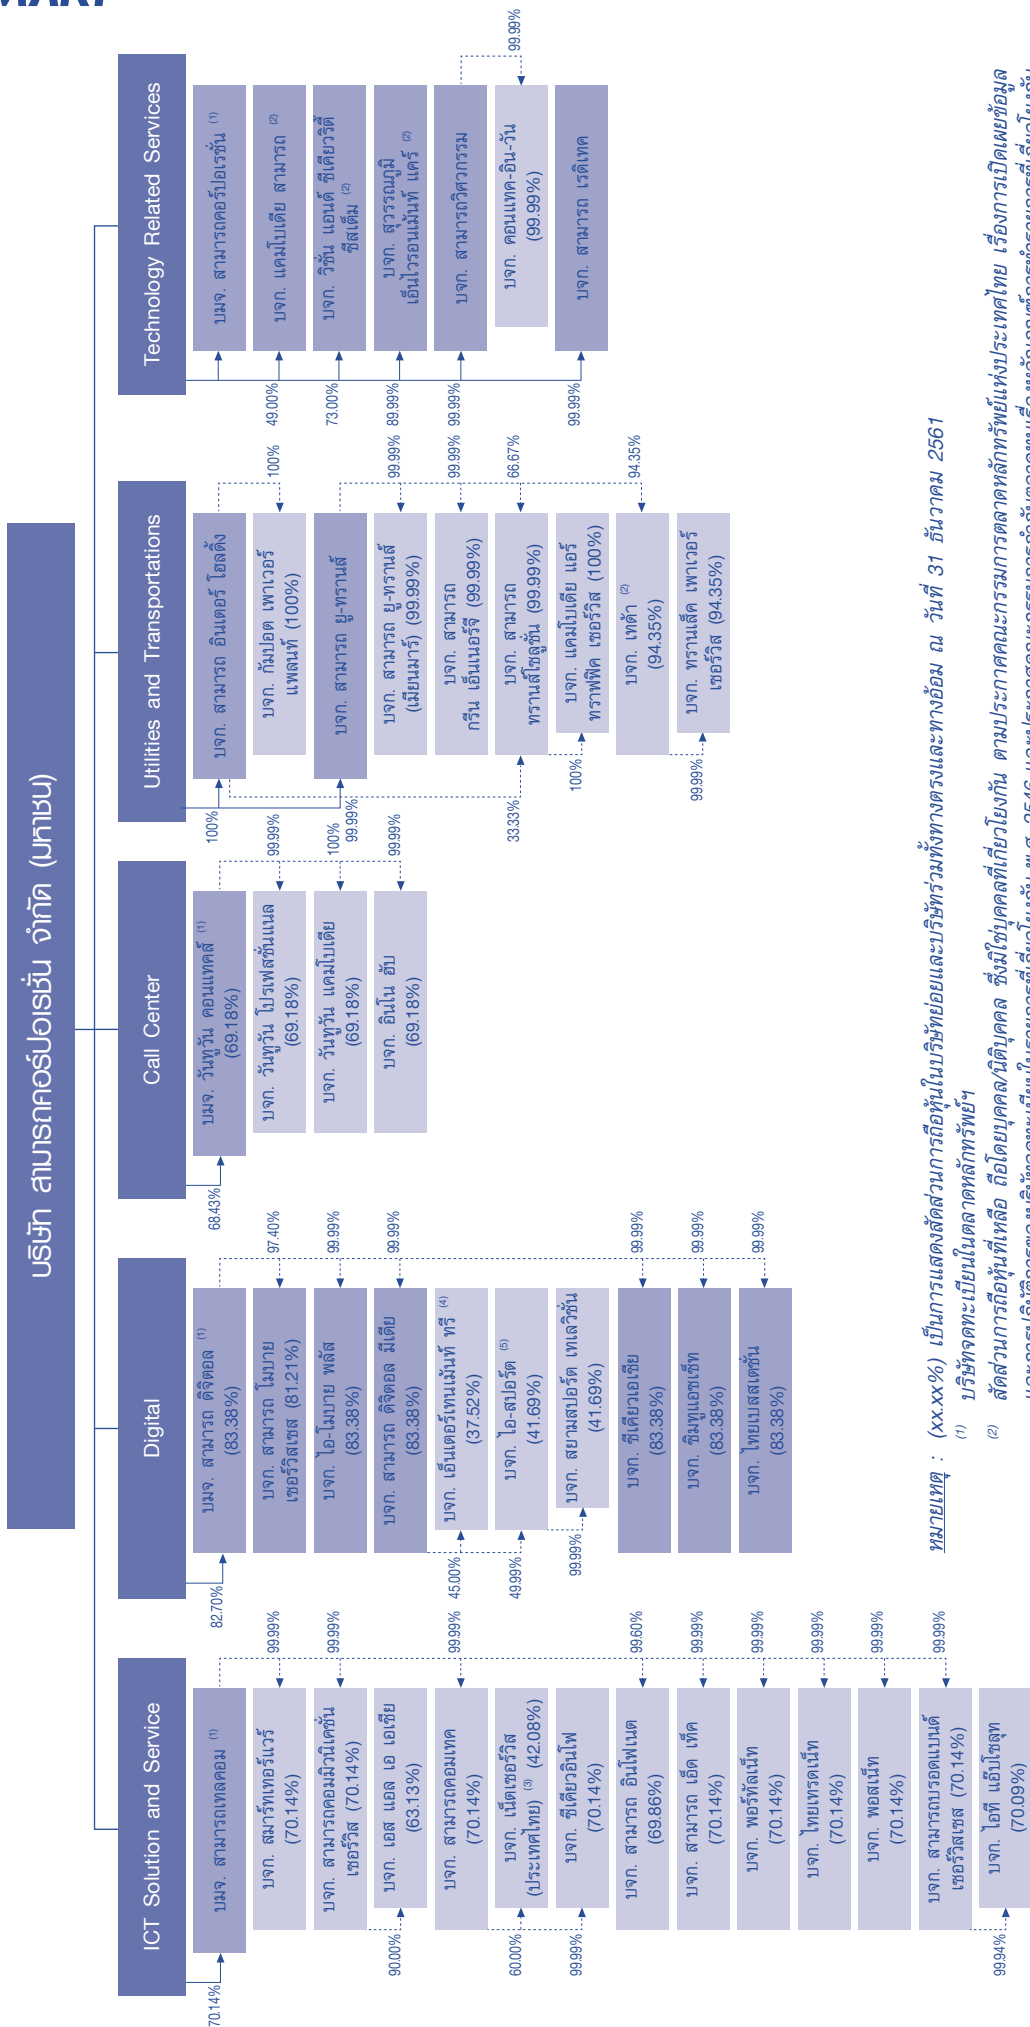 บริษัท สามารถคอร์ปอเรชั่น จำกัด (มหาชน)
ICT Solution and Service
70.14%
บมจ. สามารถเทลคอม (1)
99.99%
บจก. สมาร์ทเทอร์แวร์
(70.14%)
99.99%
บจก. สามารถคอมมิวนิเคชั่น
เซอร์วิส (70.14%)
90.00%
บจก. เอส แอล เอ เอเชีย
(63.13%)
99.99%
บจก. สามารถคอมเทค
(70.14%)
60.00%
บจก. เน็ตเซอร์วิส
(ประเทศไทย) (3) (42.08%)
99.99%
บจก. ซีเคียวอินโฟ
(70.14%)
99.60%
บจก. สามารถ อินโฟเนต
(69.86%)
99.99%
บจก. สามารถ เอ็ด เท็ค
(70.14%)
99.99%
บจก. พอร์ทัลเน็ท
(70.14%)
99.99%
บจก. ไทยเทรดเน็ท
(70.14%)
99.99%
บจก. พอสเน็ท
(70.14%)
99.99%
บจก. สามารถบรอดแบนด์
เซอร์วิสเซส (70.14%)
99.94%
บจก. ไอที แอ๊บโซลุท
(70.09%)
Digital
82.70%
บมจ. สามารถ ดิจิตอล (1)
(83.38%)
97.40%
บจก. สามารถ โมบาย
เซอร์วิสเซส (81.21%)
99.99%
บจก. ไอ-โมบาย พลัส
(83.38%)
99.99%
บจก. สามารถ ดิจิตอล มีเดีย
(83.38%)
45.00%
บจก. เอ็นเตอร์เทนเม้นท์ ทรี (4)
(37.52%)
49.99%
บจก. ไอ-สปอร์ต (5)
(41.69%)
99.99%
บจก. สยามสปอร์ต เทเลวิชั่น
(41.69%)
99.99%
บจก. ซีเคียวเอเชีย
(83.38%)
99.99%
บจก. ซิมทูแอซเซ็ท
(83.38%)
99.99%
บจก. ไทยเบสสเตชั่น
(83.38%)
Call Center
68.43%
บมจ. วันทูวัน คอนแทคส์ (1)
(69.18%)
99.99%
บจก. วันทูวัน โปรเฟสชั่นแนล
(69.18%)
100%
บจก. วันทูวัน แคมโบเดีย
(69.18%)
99.99%
บจก. อินโน ฮับ
(69.18%)
Utilities and Transportations
100%
บจก. สามารถ อินเตอร์ โฮลดิ้ง
100%
บจก. กัมปอต เพาเวอร์
แพลนท์ (100%)
99.99%
บจก. สามารถ ยู-ทรานส์
99.99%
บจก. สามารถ ยู-ทรานส์
(เมียนมาร์) (99.99%)
99.99%
บจก. สามารถ
กรีน เอ็นเนอร์จี (99.99%)
33.33%
66.67%
บจก. สามารถ
ทรานส์โซลูชั่น (99.99%)
100%
บจก. แคมโบเดีย แอร์
ทราฟฟิค เซอร์วิส (100%)
94.35%
บจก. เทด้า (2)
(94.35%)
99.99%
บจก. ทรานเส็ค เพาเวอร์
เซอร์วิส (94.35%)
Technology Related Services
บมจ. สามารถคอร์ปอเรชั่น (1)
49.00%
บจก. แคมโบเดีย สามารถ (2)
73.00%
บจก. วิชั่น แอนด์ ซีเคียวริตี้
ซิสเต็ม (2)
89.99%
บจก. สุวรรณภูมิ
เอ็นไวรอนเม้นท์ แคร์ (2)
99.99%
บจก. สามารถวิศวกรรม
99.99%
บจก. คอนแทค-อิน-วัน
(99.99%)
99.99%
บจก. สามารถ เรดิเทค
หมายเหตุ : (xx.xx%) เป็นการแสดงสัดส่วนการถือหุ้นในบริษัทย่อยและบริษัทร่วมทั้งทางตรงและทางอ้อม ณ วันที่ 31 ธันวาคม 2561
(1) บริษัทจดทะเบียนในตลาดหลักทรัพย์ฯ
(2) สัดส่วนการถือหุ้นที่เหลือ ถือโดยบุคคล/นิติบุคคล ซึ่งมิใช่บุคคลที่เกี่ยวโยงกัน ตามประกาศคณะกรรมการตลาดหลักทรัพย์แห่งประเทศไทย เรื่องการเปิดเผยข้อมูล